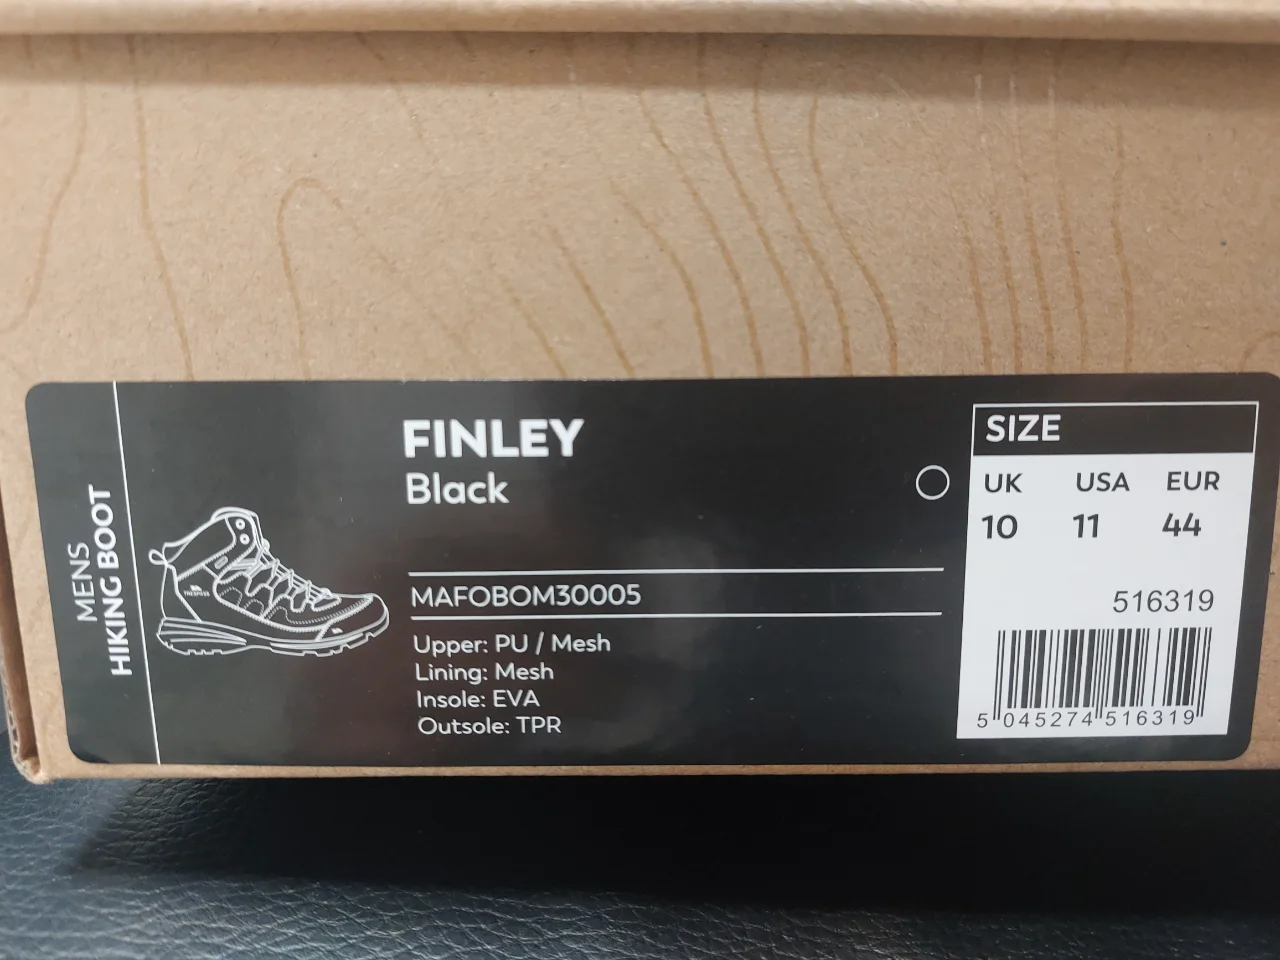 MENS
HIKING BOOT
TRESPASS
FINLEY
Black
MAFOBOM30005
Upper: PU / Mesh
Lining: Mesh
Insole: EVA
Outsole: TPR
SIZE
UK USA EUR
10 11 44
516319
5 045274 516319